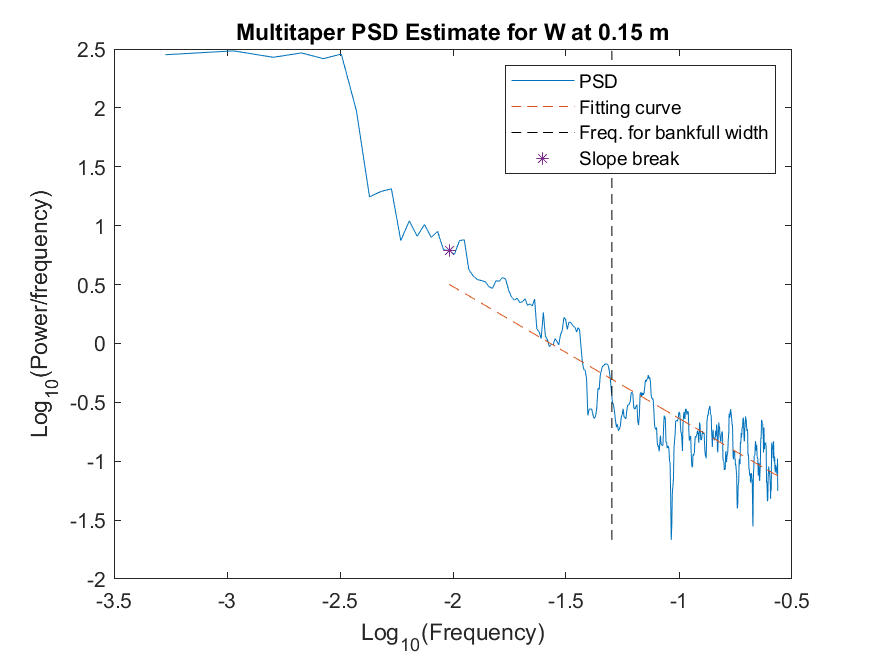 Multitaper PSD Estimate for W at 0.15 m
2.5
2
1.5
1
0.5
0
-0.5
-1
-1.5
-2
-3.5
-3
-2.5
-2
-1.5
-1
-0.5
Log10(Power/frequency)
Log10(Frequency)
PSD
Fitting curve
Freq. for bankfull width
Slope break